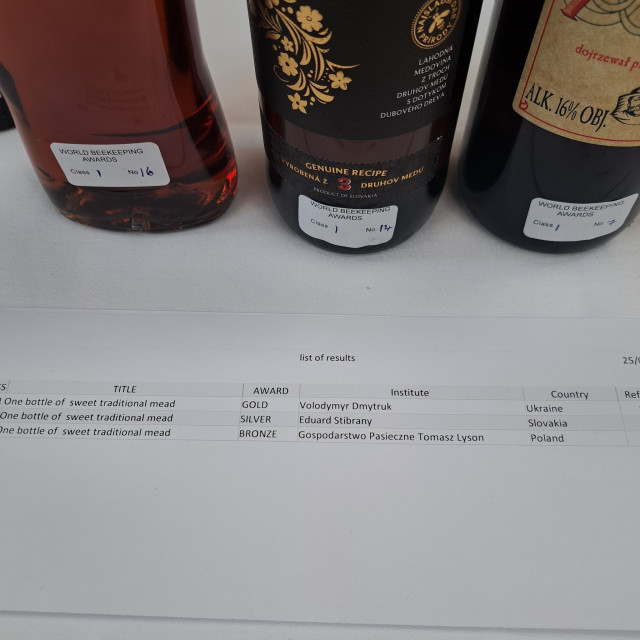 WORLD BEEKEEPING
AWARDS
Class 1 No 16
NAJVLÁD
PRÍROD
LAHODNÁ
MEDOVINA
Z TROCH
DRUHOV MEDU
S DOTYKOM
DUBOVÉHO DREVA
GENUINE RECIPE
VYROBENÁ Z 3 DRUHOV MEDU
PRODUCT OF SLOVAKIA
WORLD BEEKEEPING
AWARDS
Class 1 No. 14
dojrzewał p
ALK. 16% OBJ.
WORLD BEEKEEPING
AWARDS
Class 1 No 7
list of results
25/0
SS TITLE AWARD Institute Country Ref
One bottle of sweet traditional mead GOLD Volodymyr Dmytruk Ukraine
One bottle of sweet traditional mead SILVER Eduard Stibrany Slovakia
One bottle of sweet traditional mead BRONZE Gospodarstwo Pasieczne Tomasz Lyson Poland